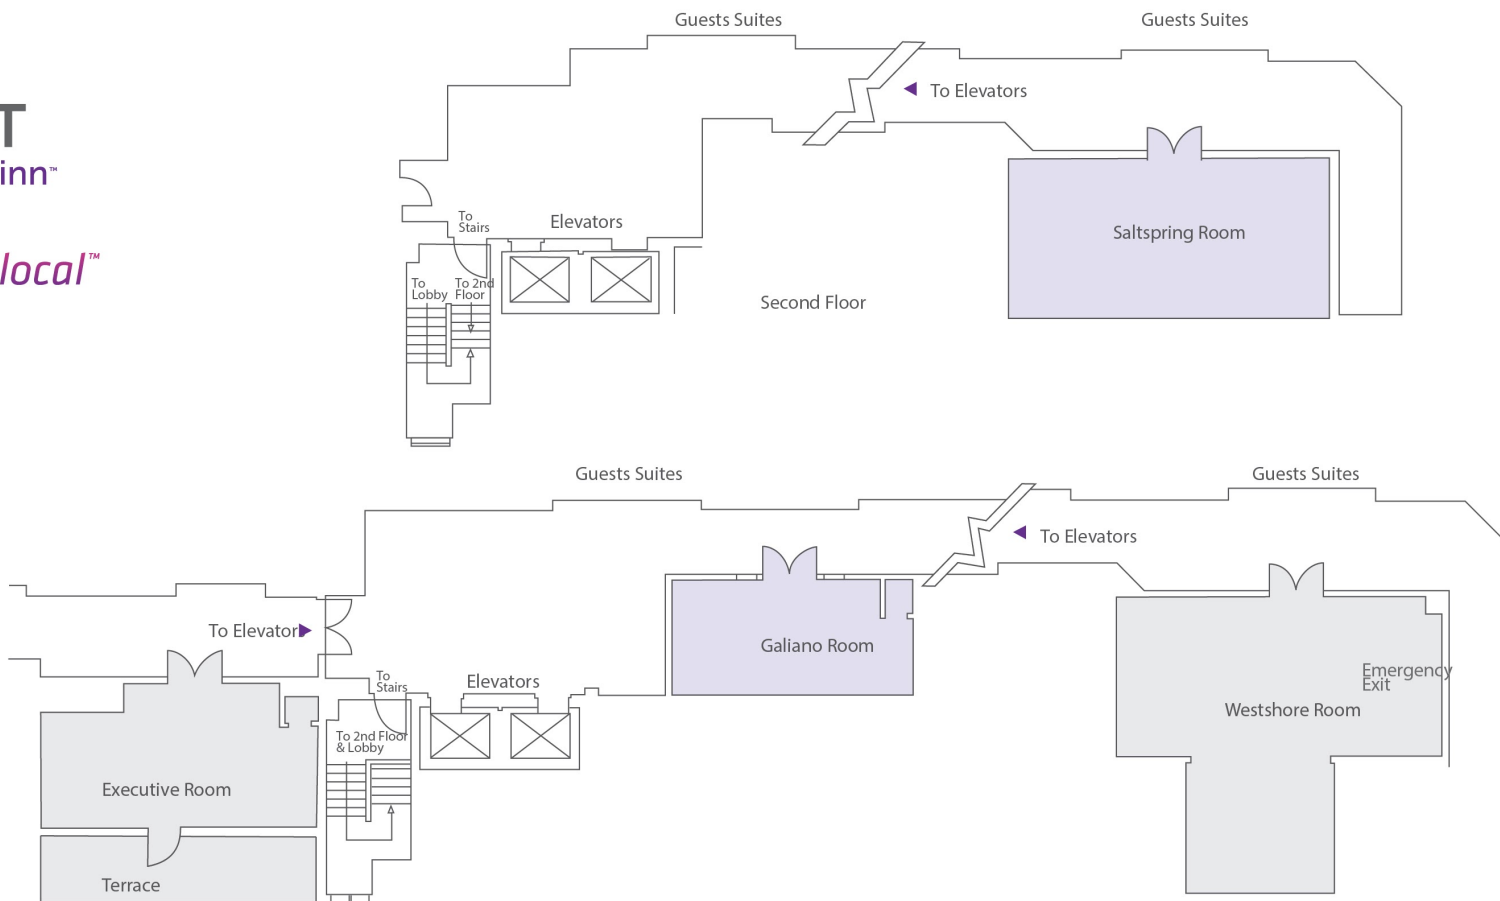 T
inn™
local™
Guests Suites
Guests Suites
To Elevators
To
Stairs
Elevators
Saltspring Room
To
Lobby
To 2nd
Floor
Second Floor
Guests Suites
Guests Suites
To Elevators
To Elevator
To
Stairs
Elevators
Galiano Room
Emergency
Exit
Westshore Room
To 2nd Floor
& Lobby
Executive Room
Terrace